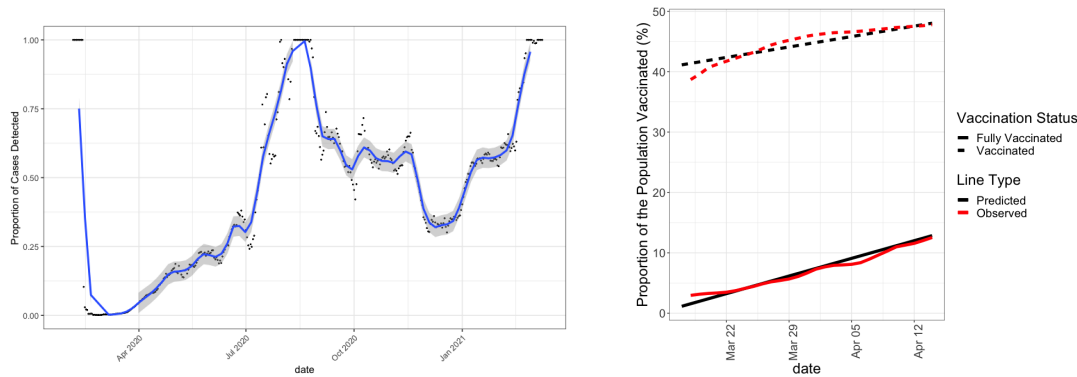 Proportion of Cases Detected
1.00
0.75
0.50
0.25
0.00
Apr 2020
Jul 2020
Oct 2020
Jan 2021
date
Proportion of the Population Vaccinated (%)
50
40
30
20
10
0
Mar 22
Mar 29
Apr 05
Apr 12
date
Vaccination Status
Fully Vaccinated
Vaccinated
Line Type
Predicted
Observed